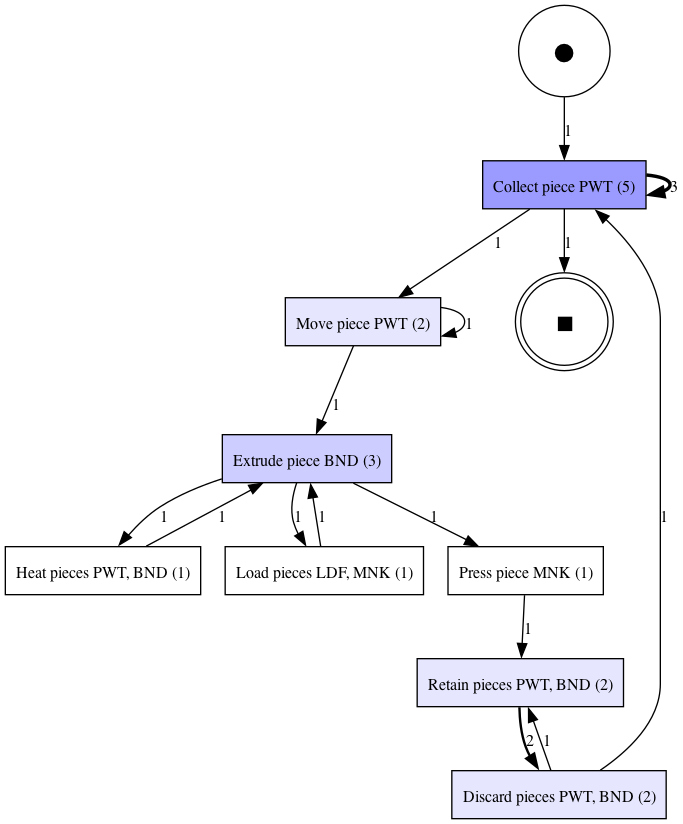 1
Collect piece PWT (5)
3
1
1
Move piece PWT (2)
1
1
Extrude piece BND (3)
1
1
1
1
1
1
Heat pieces PWT, BND (1)
Load pieces LDF, MNK (1)
Press piece MNK (1)
1
Retain pieces PWT, BND (2)
2
1
Discard pieces PWT, BND (2)